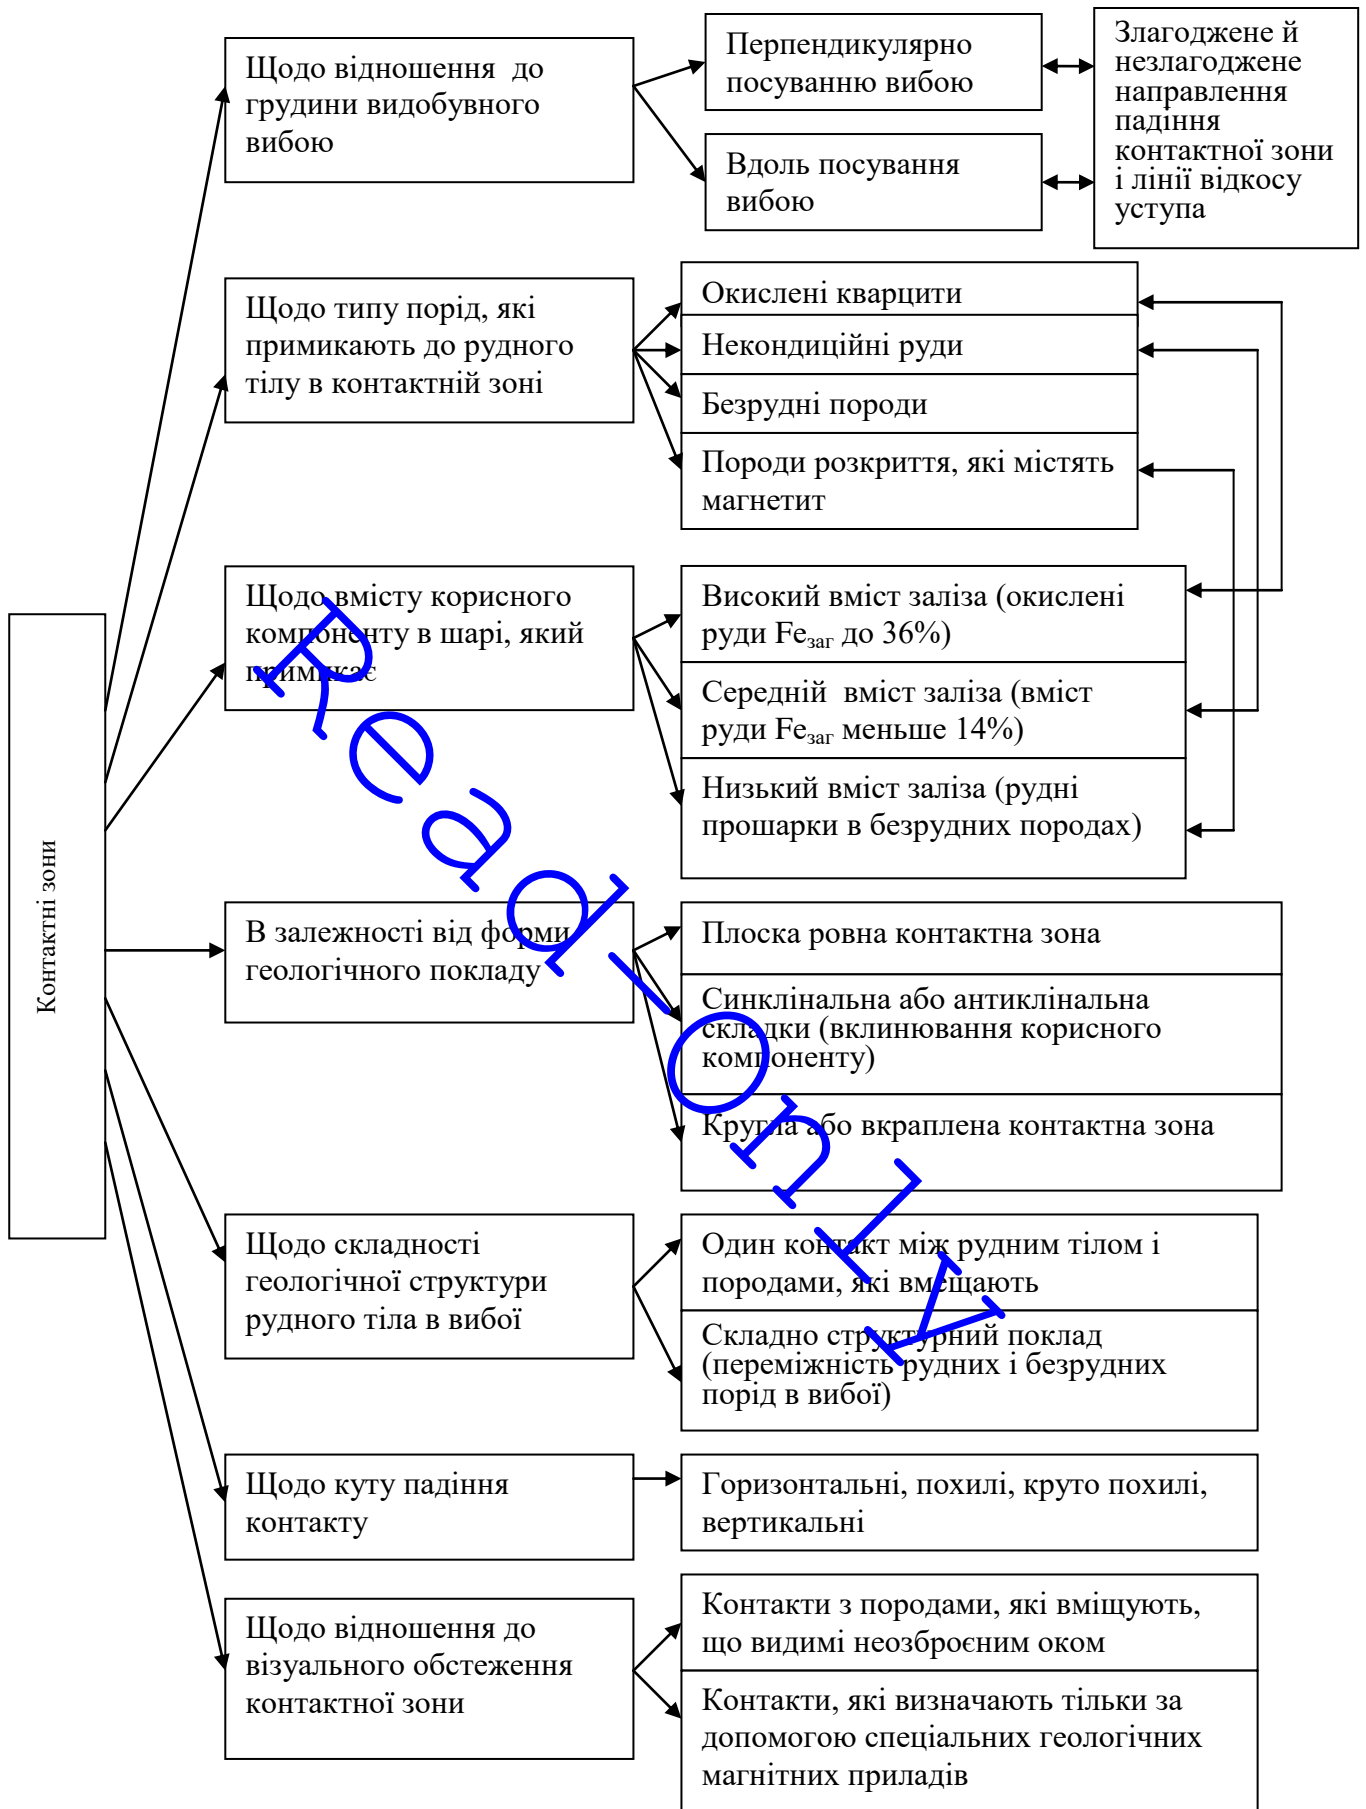 Контактні зони
Щодо відношення до
грудини видобувного
вибою
Перпендикулярно
посуванню вибою
Вдоль посування
вибою
Злагоджене й
незлагоджене
направлення
падіння
контактної зони
і лінії відкосу
уступа
Щодо типу порід, які
примикають до рудного
тілу в контактній зоні
Окислені кварцити
Некондиційні руди
Безрудні породи
Породи розкриття, які містять
магнетит
Щодо вмісту корисного
компоненту в шарі, який
примикає
Високий вміст заліза (окислені
руди Feзаг до 36%)
Середній вміст заліза (вміст
руди Feзаг меньше 14%)
Низький вміст заліза (рудні
прошарки в безрудних породах)
В залежності від форми
геологічного покладу
Плоска ровна контактна зона
Синклінальна або антиклінальна
складки (вклинювання корисного
компоненту)
Кругла або вкраплена контактна зона
Щодо складності
геологічної структури
рудного тіла в вибої
Один контакт між рудним тілом і
породами, які вмещають
Складно структурний поклад
(переміжність рудних і безрудних
порід в вибої)
Щодо куту падіння
контакту
Горизонтальні, похилі, круто похилі,
вертикальні
Щодо відношення до
візуального обстеження
контактної зони
Контакти з породами, які вміщують,
що видимі неозброєним оком
Контакти, які визначають тільки за
допомогою спеціальних геологічних
магнітних приладів
Read Only